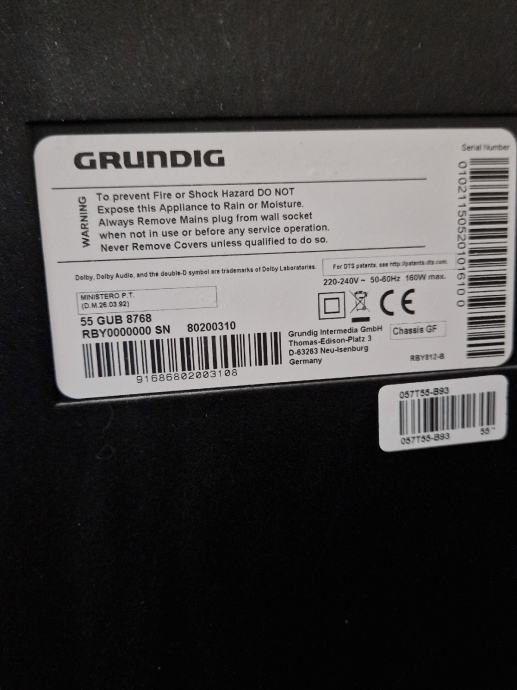 GRUNDIG
WARNING
To prevent Fire or Shock Hazard DO NOT
Expose this Appliance to Rain or Moisture.
Always Remove Mains plug from wall socket
when not in use or before any service operation.
Never Remove Covers unless qualified to do so.
Serial Number
010211505201016100
Dolby, Dolby Audio, and the double-D symbol are trademarks of Dolby Laboratories.
For DTS patents, see http://patents.dts.com.
220-240V ~ 50-60Hz 160W max.
MINISTERO P.T.
(D.M.26.03.92)
55 GUB 8768
RBY0000000 SN 80200310
91686802003108
CE
Grundig Intermedia GmbH
Thomas-Edison-Platz 3
D-63263 Neu-Isenburg
Germany
Chassis GF
RBY812-B
057T55-B93
057T55-B93 55"